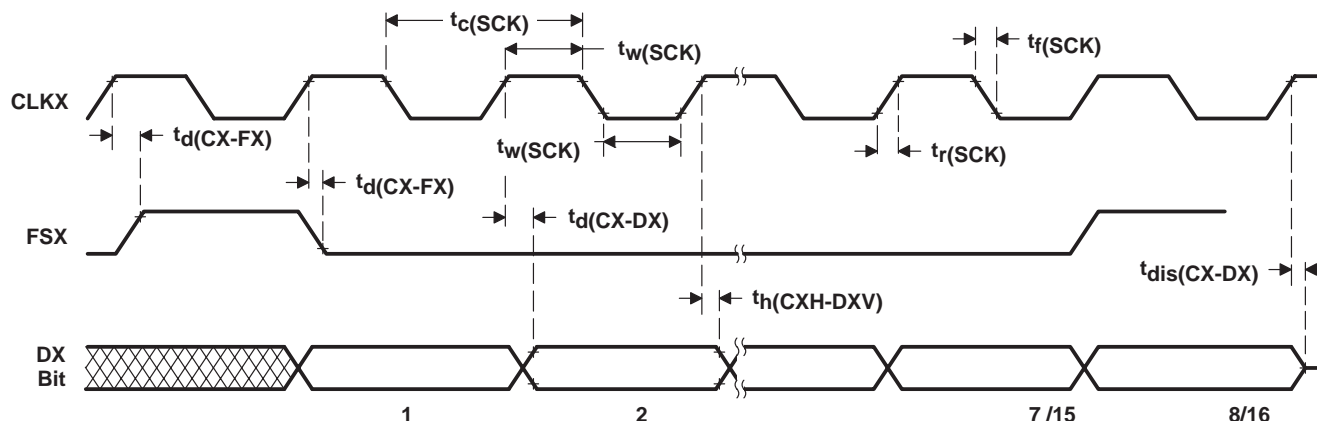 tc(SCK)
tw(SCK)
tf(SCK)
CLKX
td(CX-FX)
tw(SCK)
tr(SCK)
td(CX-FX)
td(CX-DX)
FSX
tdis(CX-DX)
th(CXH-DXV)
DX
Bit
1 2 7 /15 8/16